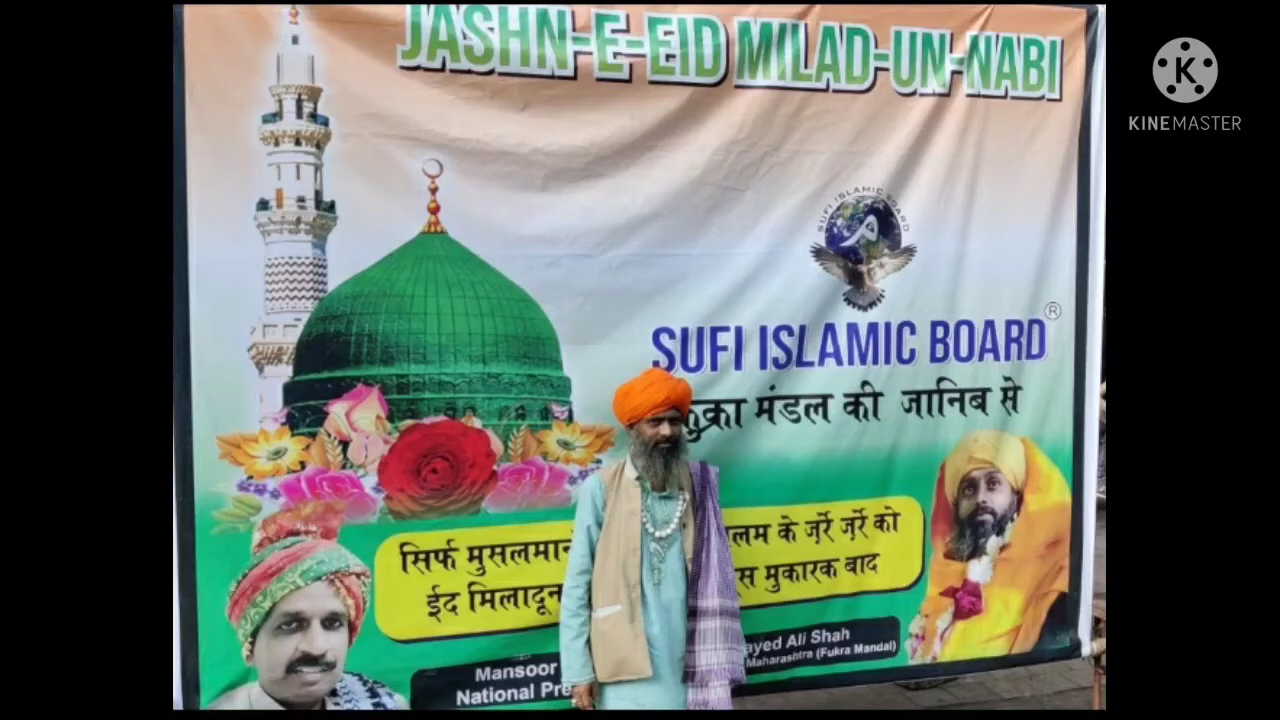 JASHN-E-EID MILAD-UN-NABI
KINEMASTER
SUFI ISLAMIC BOARD
SUFI ISLAMIC BOARD®
मंडल की जानिब से
सिर्फ मुसलमान
लम के ज़र्रे ज़र्रे को
ईद मिलादून
स मुकारक बाद
Mansoor
National Pre
ayed Ali Shah
Maharashtra (Fukra Mandal)